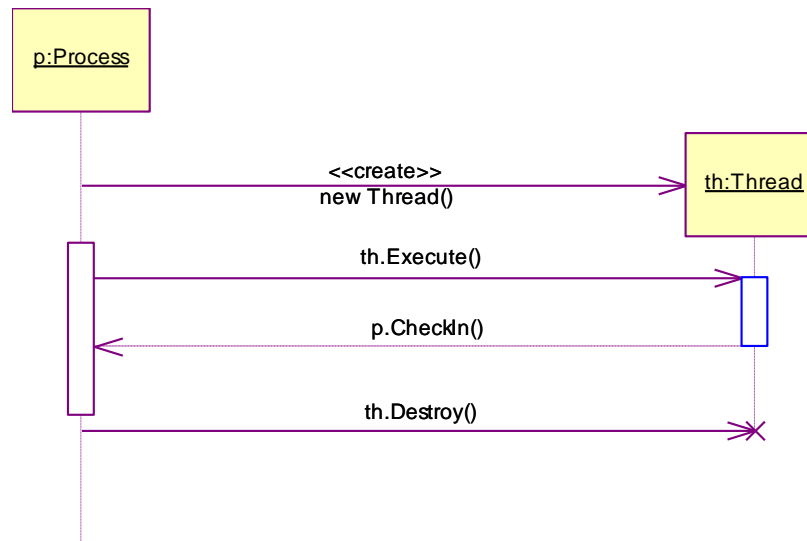 p:Process
<<create>>
new Thread()
th:Thread
th.Execute()
p.CheckIn()
th.Destroy()